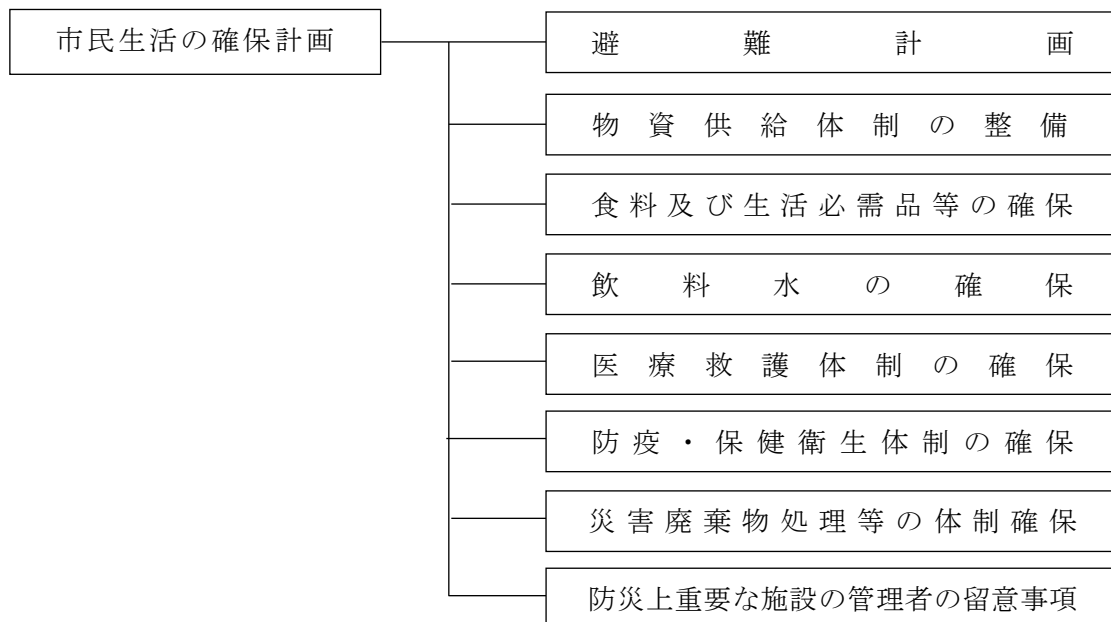 市民生活の確保計画
避難計画
物資供給体制の整備
食料及び生活必需品等の確保
飲料水の確保
医療救護体制の確保
防疫・保健衛生体制の確保
災害廃棄物処理等の体制確保
防災上重要な施設の管理者の留意事項